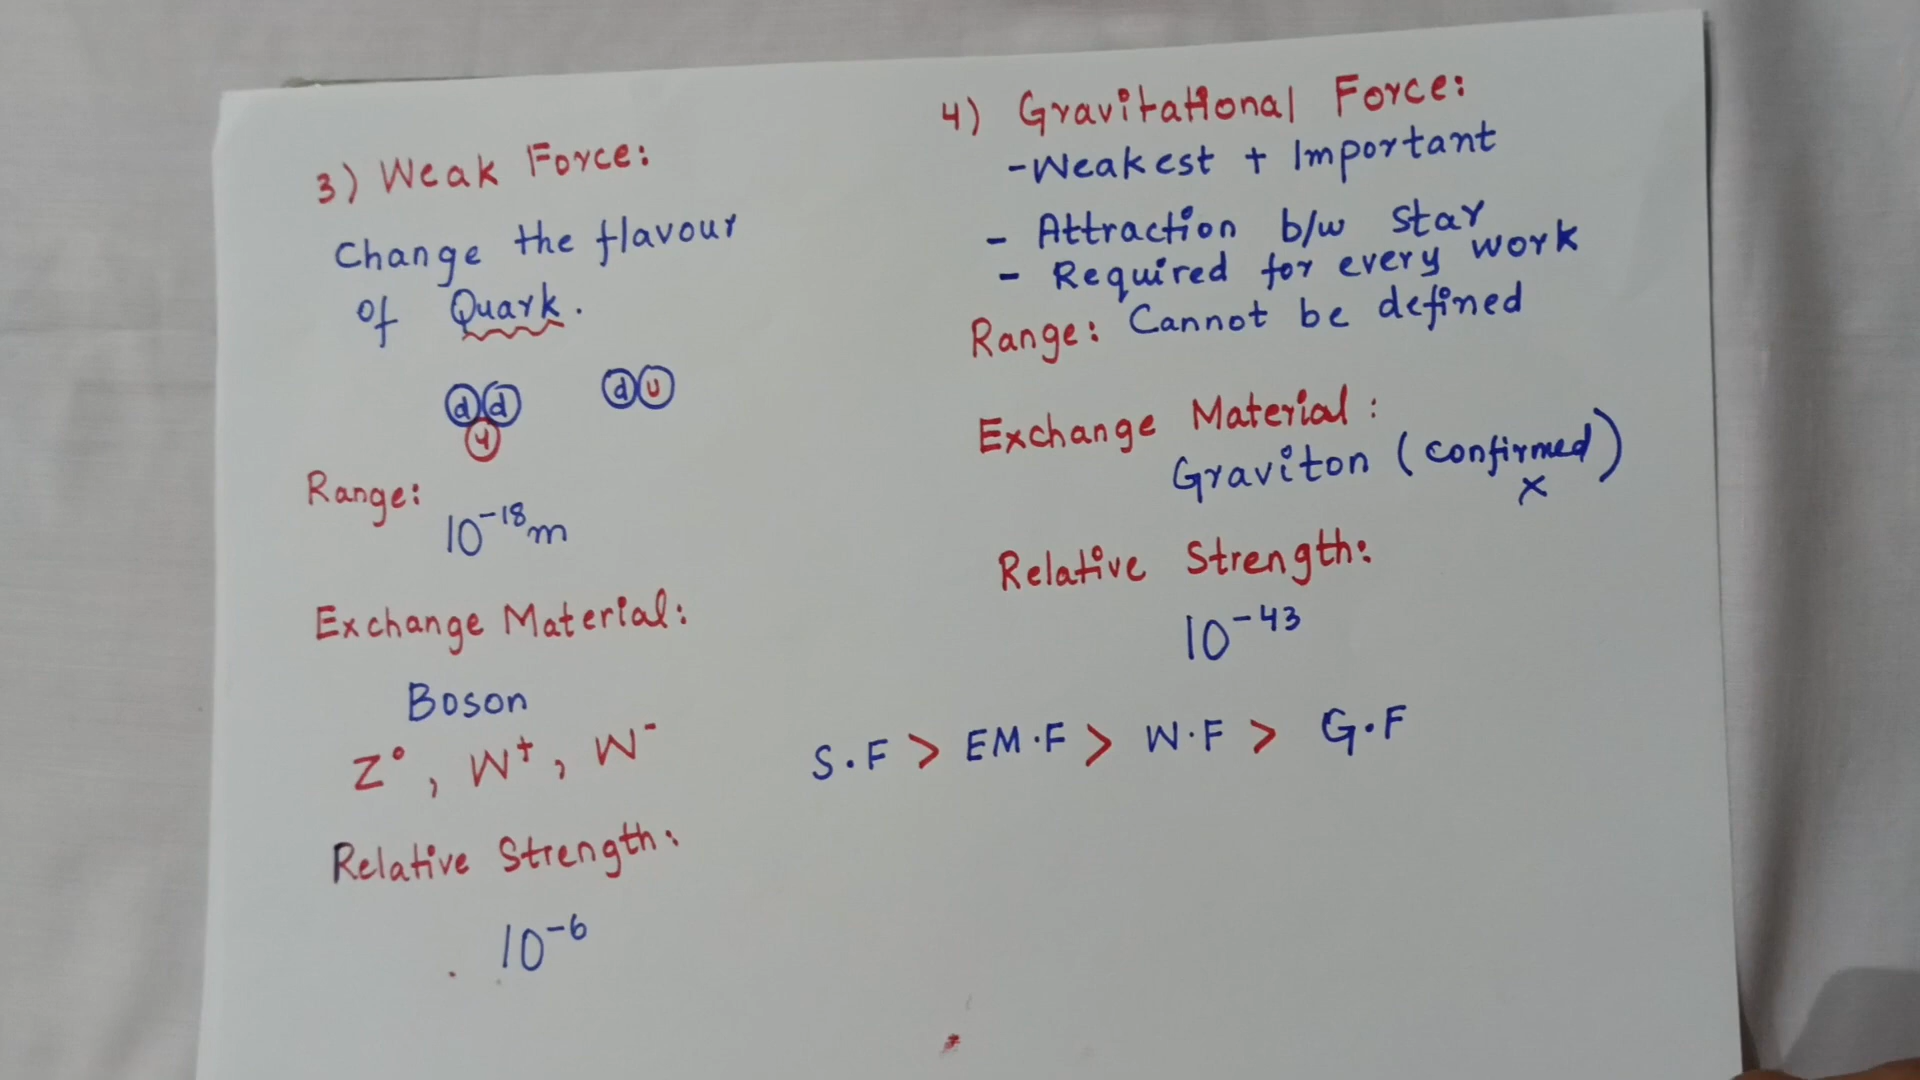 3) Weak Force:
Change the flavour
of Quark.
d d d u
u
Range:
10⁻¹⁸m
Exchange Material:
Boson
Z°, W⁺, W⁻
Relative Strength:
10⁻⁶
4) Gravitational Force:
-Weakest + Important
- Attraction b/w star
- Required for every work
Range: Cannot be defined
Exchange Material:
Graviton (confirmed)
x
Relative Strength:
10⁻⁴³
S.F > EM.F > W.F > G.F